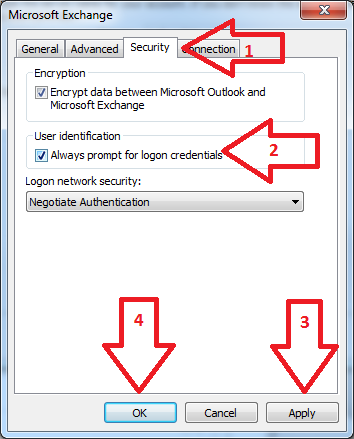 Microsoft Exchange
General Advanced Security Connection
1
Encryption
Encrypt data between Microsoft Outlook and
Microsoft Exchange
User identification
Always prompt for logon credentials
2
Logon network security:
Negotiate Authentication
4
3
OK Cancel Apply